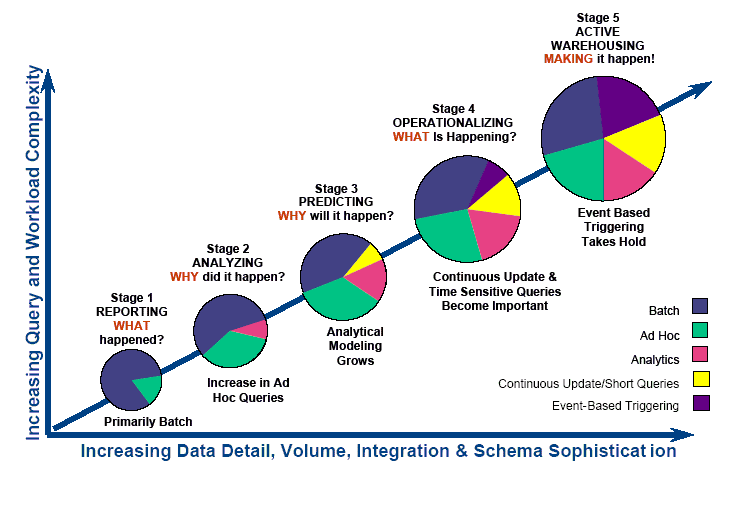 Stage 5
ACTIVE
WAREHOUSING
MAKING it happen!
Stage 4
OPERATIONALIZING
WHAT Is Happening?
Stage 3
PREDICTING
WHY will it happen?
Stage 2
ANALYZING
WHY did it happen?
Stage 1
REPORTING
WHAT
happened?
Primarily Batch
Increase in Ad
Hoc Queries
Analytical
Modeling
Grows
Continuous Update &
Time Sensitive Queries
Become Important
Event Based
Triggering
Takes Hold
Batch
Ad Hoc
Analytics
Continuous Update/Short Queries
Event-Based Triggering
Increasing Query and Workload Complexity
Increasing Data Detail, Volume, Integration & Schema Sophistication